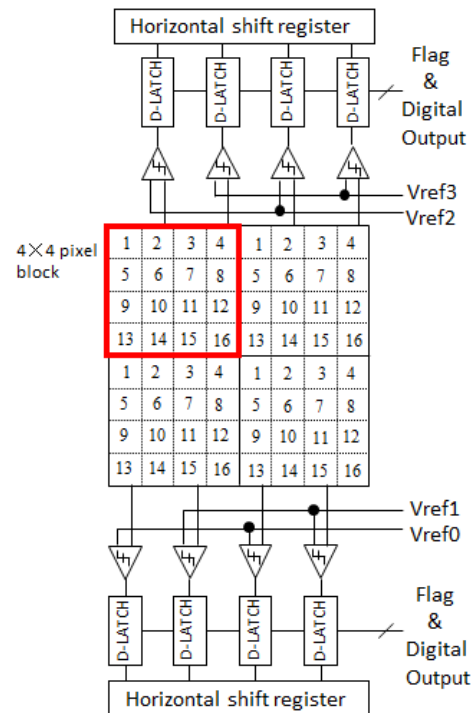 Horizontal shift register
D-LATCH D-LATCH D-LATCH D-LATCH
Flag
&
Digital
Output
Vref3
Vref2
4×4 pixel
block
1 2 3 4 1 2 3 4
5 6 7 8 5 6 7 8
9 10 11 12 9 10 11 12
13 14 15 16 13 14 15 16
1 2 3 4 1 2 3 4
5 6 7 8 5 6 7 8
9 10 11 12 9 10 11 12
13 14 15 16 13 14 15 16
Vref1
Vref0
D-LATCH D-LATCH D-LATCH D-LATCH
Flag
&
Digital
Output
Horizontal shift register